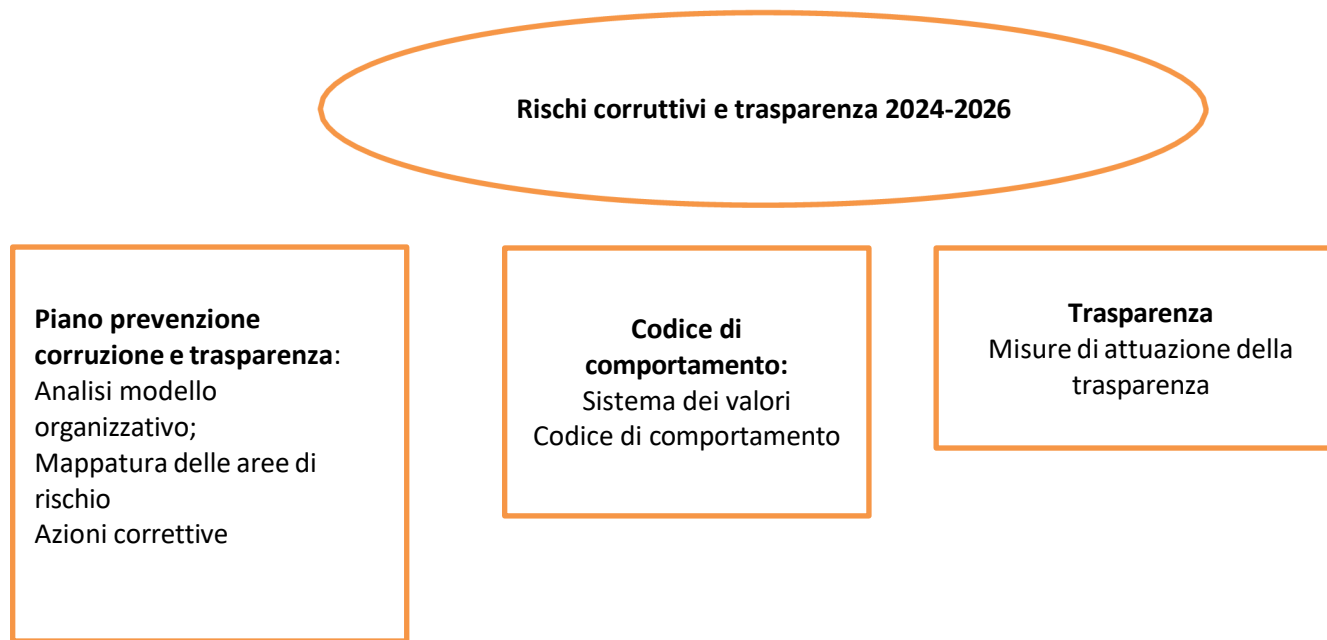 Rischi corruttivi e trasparenza 2024-2026
Piano prevenzione
corruzione e trasparenza:
Analisi modello
organizzativo;
Mappatura delle aree di
rischio
Azioni correttive
Codice di
comportamento:
Sistema dei valori
Codice di comportamento
Trasparenza
Misure di attuazione della
trasparenza